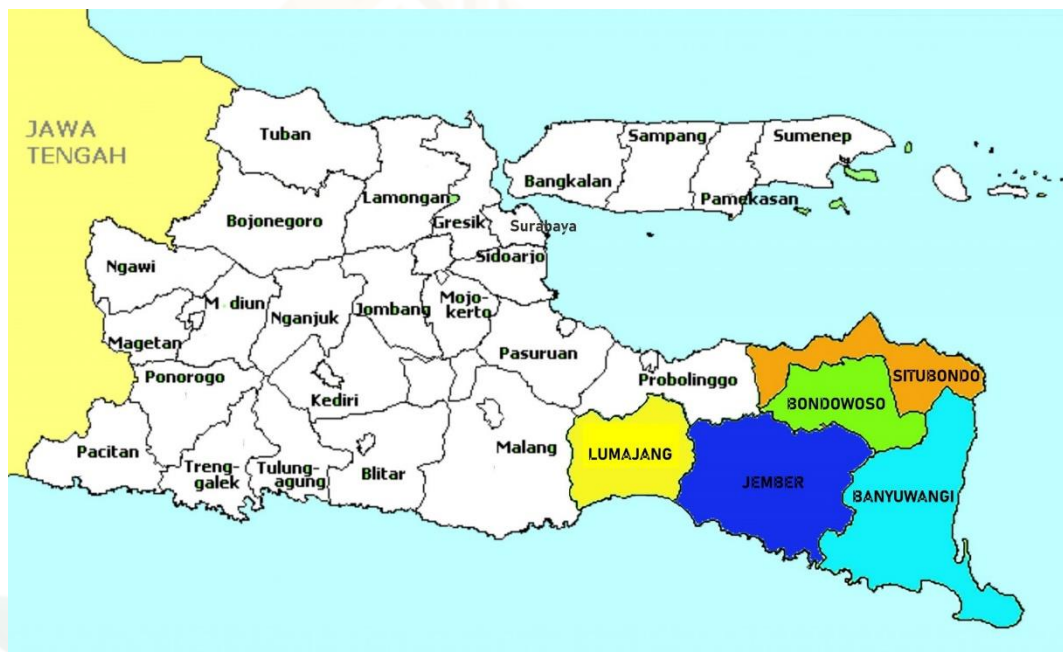 JAWA
TENGAH
Tuban
Sampang
Sumenep
Bangkalan
Lamongan
Pamekasan
Bojonegoro
Gresik
Surabaya
Sidoarjo
Ngawi
M diun
Nganjuk
Jombang
Mojo-
kerto
Magetan
Pasuruan
Ponorogo
Probolinggo
SITUBONDO
Kediri
BONDOWOSO
Pacitan
Malang
LUMAJANG
Treng-
galek
Tulung-
agung
Blitar
JEMBER
BANYUWANGI